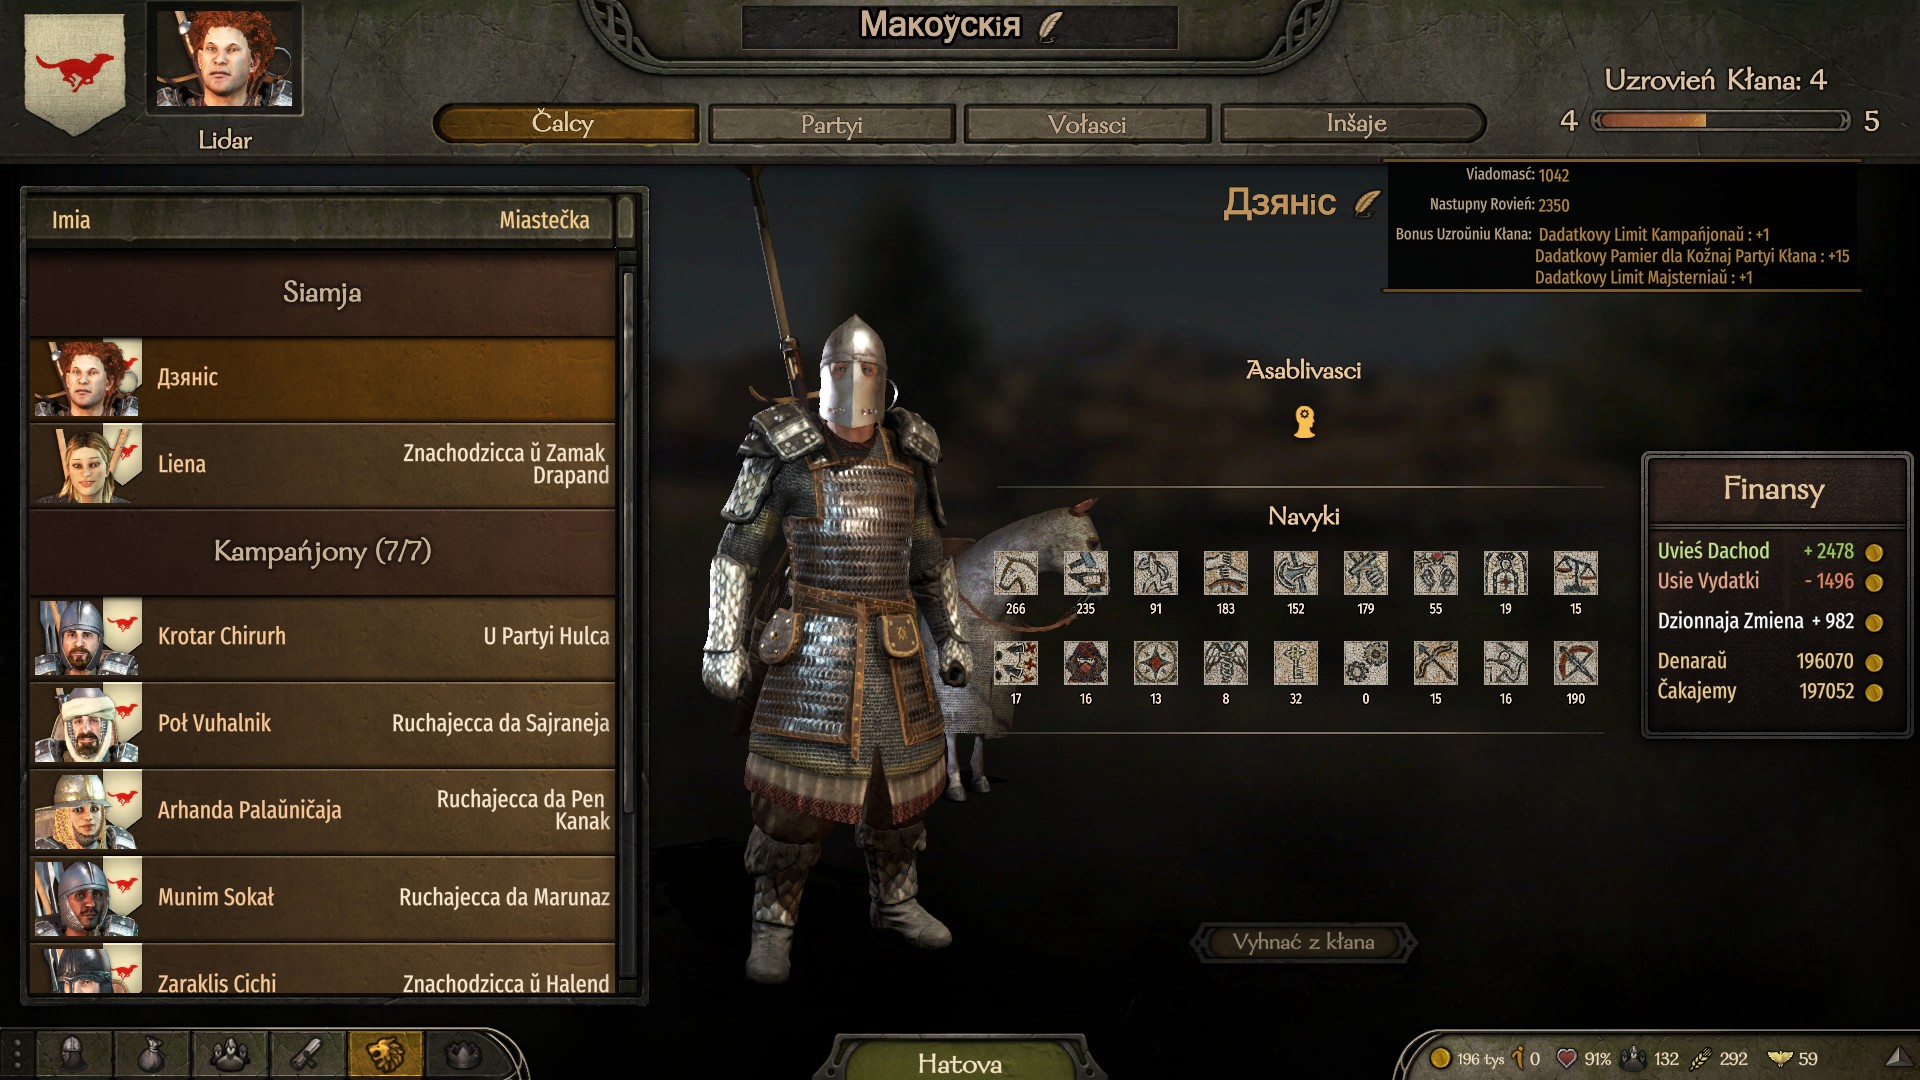 Макоўскія
Lidar
Čalcy
Partyi
Vołasci
Inšaje
Uzrovień Kłana: 4
4
5
Viadomasć: 1042
Nastupny Rovień: 2350
Bonus Uzroŭniu Kłana: Dadatkovy Limit Kampańjonaŭ : +1
Dadatkovy Pamier dla Kožnaj Partyi Kłana : +15
Dadatkovy Limit Majsterniaŭ : +1
Imia
Miastečka
Siamja
Дзяніс
Liena
Znachodzicca ŭ Zamak
Drapand
Kampańjony (7/7)
Krotar Chirurh
U Partyi Hulca
Poł Vuhalnik
Ruchajecca da Sajraneja
Arhanda Palaŭničaja
Ruchajecca da Pen
Kanak
Munim Sokał
Ruchajecca da Marunaz
Zaraklis Cichi
Znachodzicca ŭ Halend
Дзяніс
Asablivasci
Navyki
266 235 91 183 152 179 55 19 15
17 16 13 8 32 0 15 16 190
Vyhnać z kłana
Finansy
Uvieś Dachod + 2478
Usie Vydatki - 1496
Dzionnaja Zmiena + 982
Denaraŭ 196070
Čakajemy 197052
Hatova
196 tys 0 91% 132 292 59